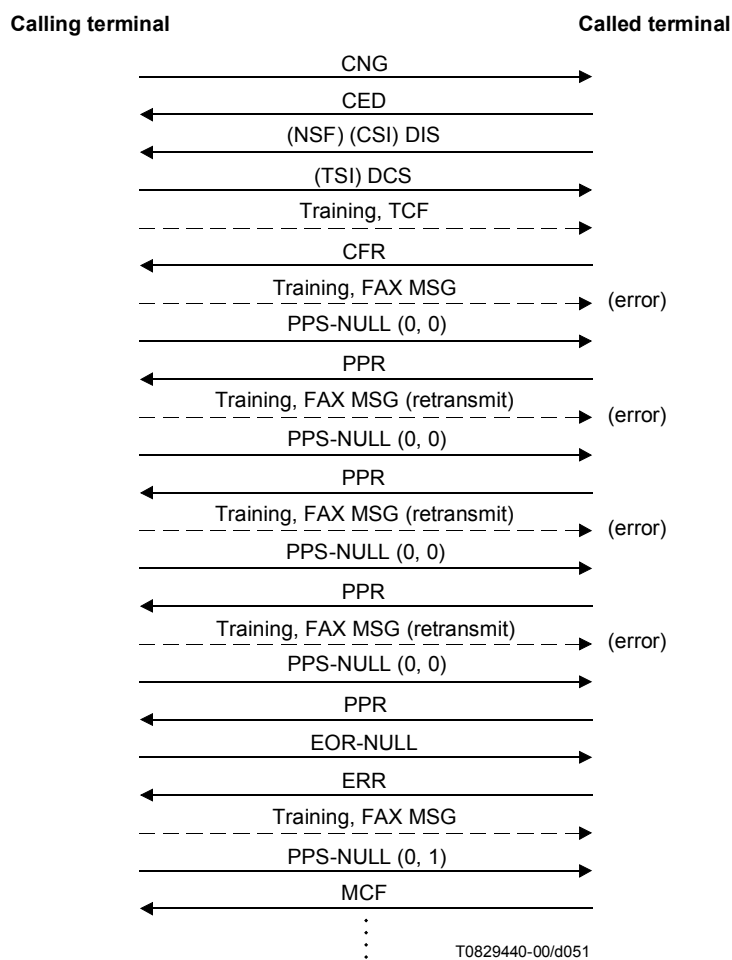 Calling terminal Called terminal
CNG
CED
(NSF) (CSI) DIS
(TSI) DCS
Training, TCF
CFR
Training, FAX MSG (error)
PPS-NULL (0, 0)
PPR
Training, FAX MSG (retransmit) (error)
PPS-NULL (0, 0)
PPR
Training, FAX MSG (retransmit) (error)
PPS-NULL (0, 0)
PPR
Training, FAX MSG (retransmit) (error)
PPS-NULL (0, 0)
PPR
EOR-NULL
ERR
Training, FAX MSG
PPS-NULL (0, 1)
MCF
T0829440-00/d051